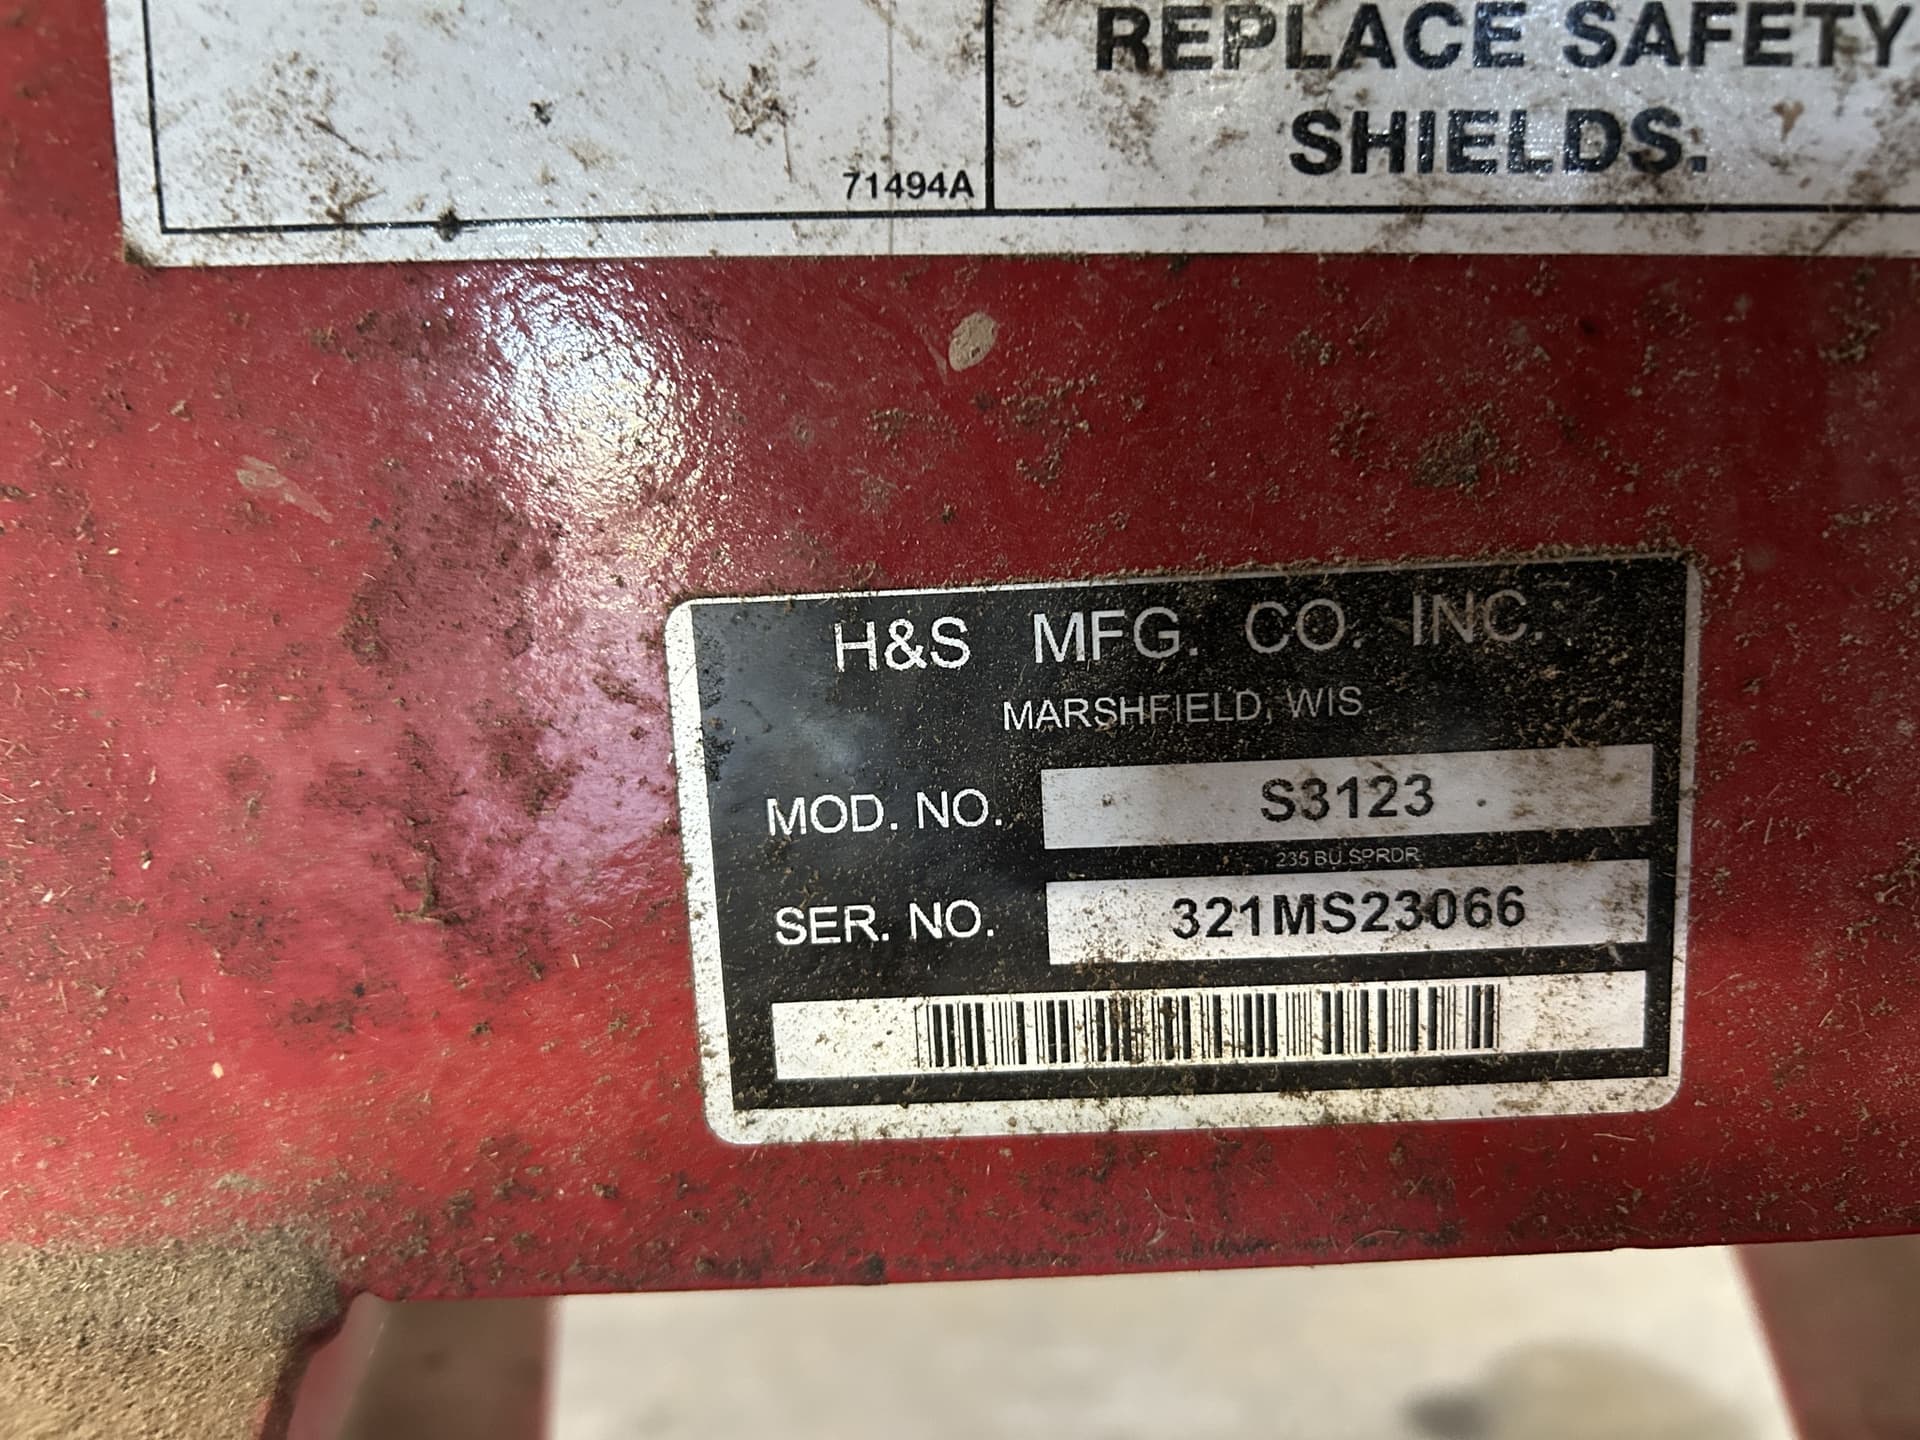 REPLACE SAFETY
SHIELDS.
71494A
H&S MFG. CO. INC.
MARSHFIELD, WIS
MOD. NO. S3123
235 BU SPRDR
SER. NO. 321MS23066